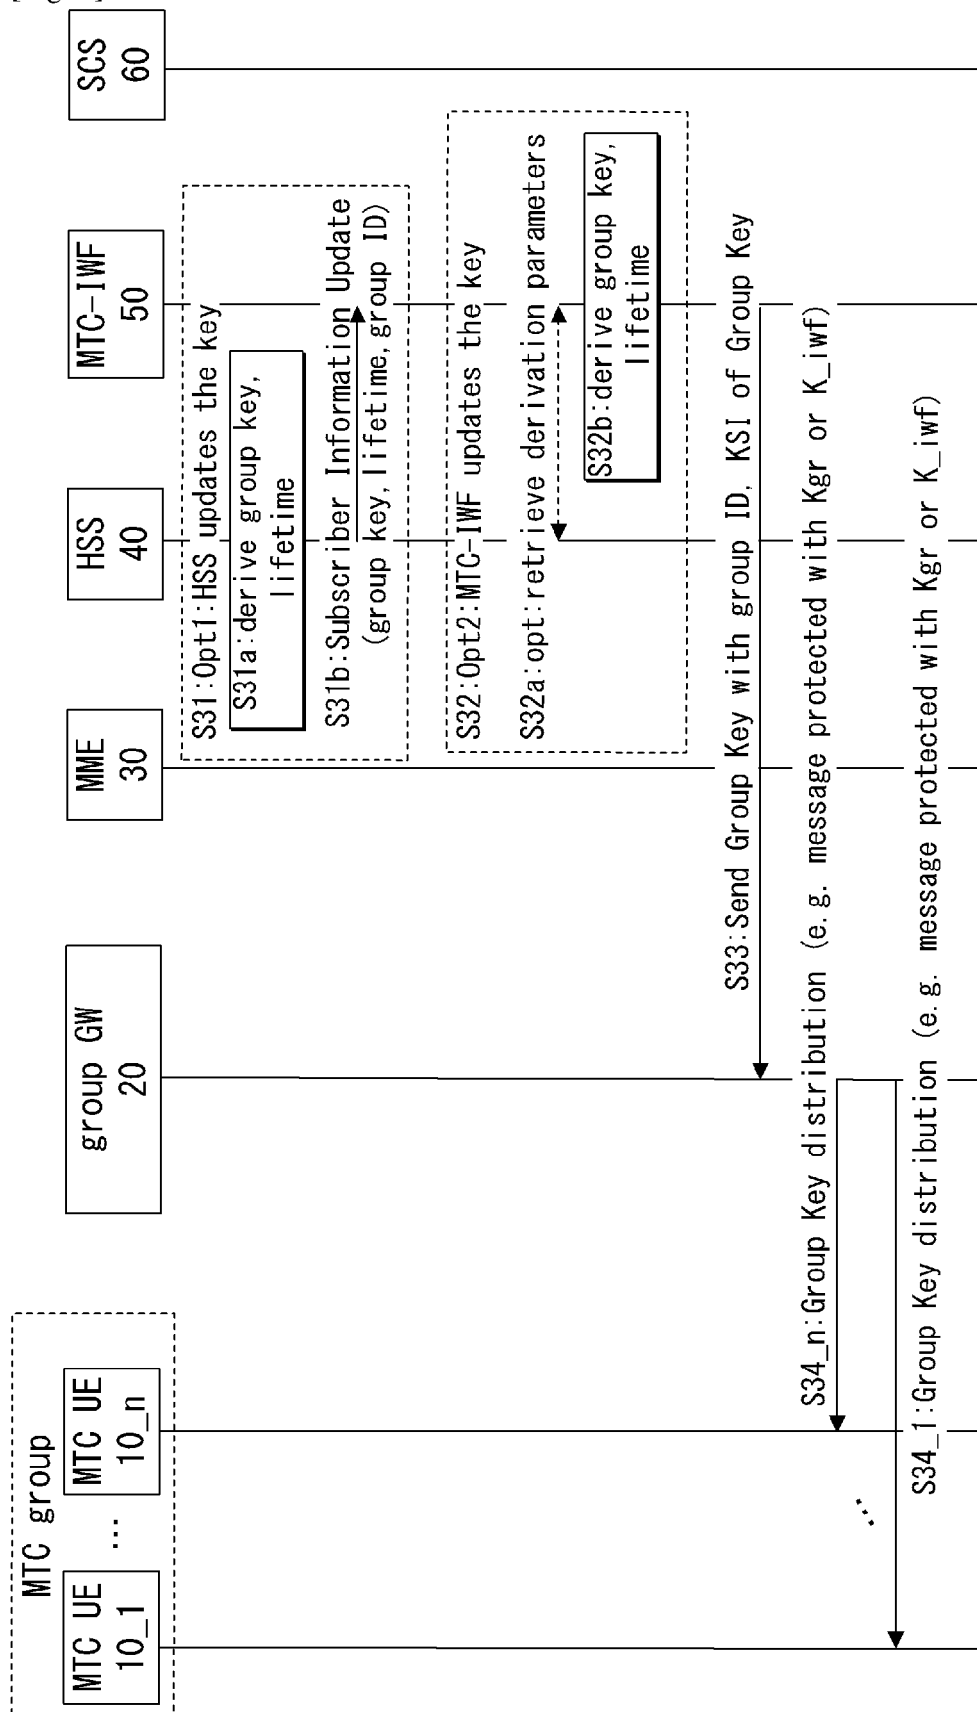 MTC group
MTC UE
10_1
...
MTC UE
10_n
group GW
20
MME
30
HSS
40
MTC-IWF
50
SCS
60
S31:Opt1:HSS updates the key
S31a:derive group key,
lifetime
S31b:Subscriber Information Update
(group key,lifetime,group ID)
S32:Opt2:MTC-IWF updates the key
S32a:opt:retrieve derivation parameters
S32b:derive group key,
lifetime
S33:Send Group Key with group ID, KSI of Group Key
S34_n:Group Key distribution (e.g. message protected with Kgr or K_iwf)
...
S34_1:Group Key distribution (e.g. message protected with Kgr or K_iwf)